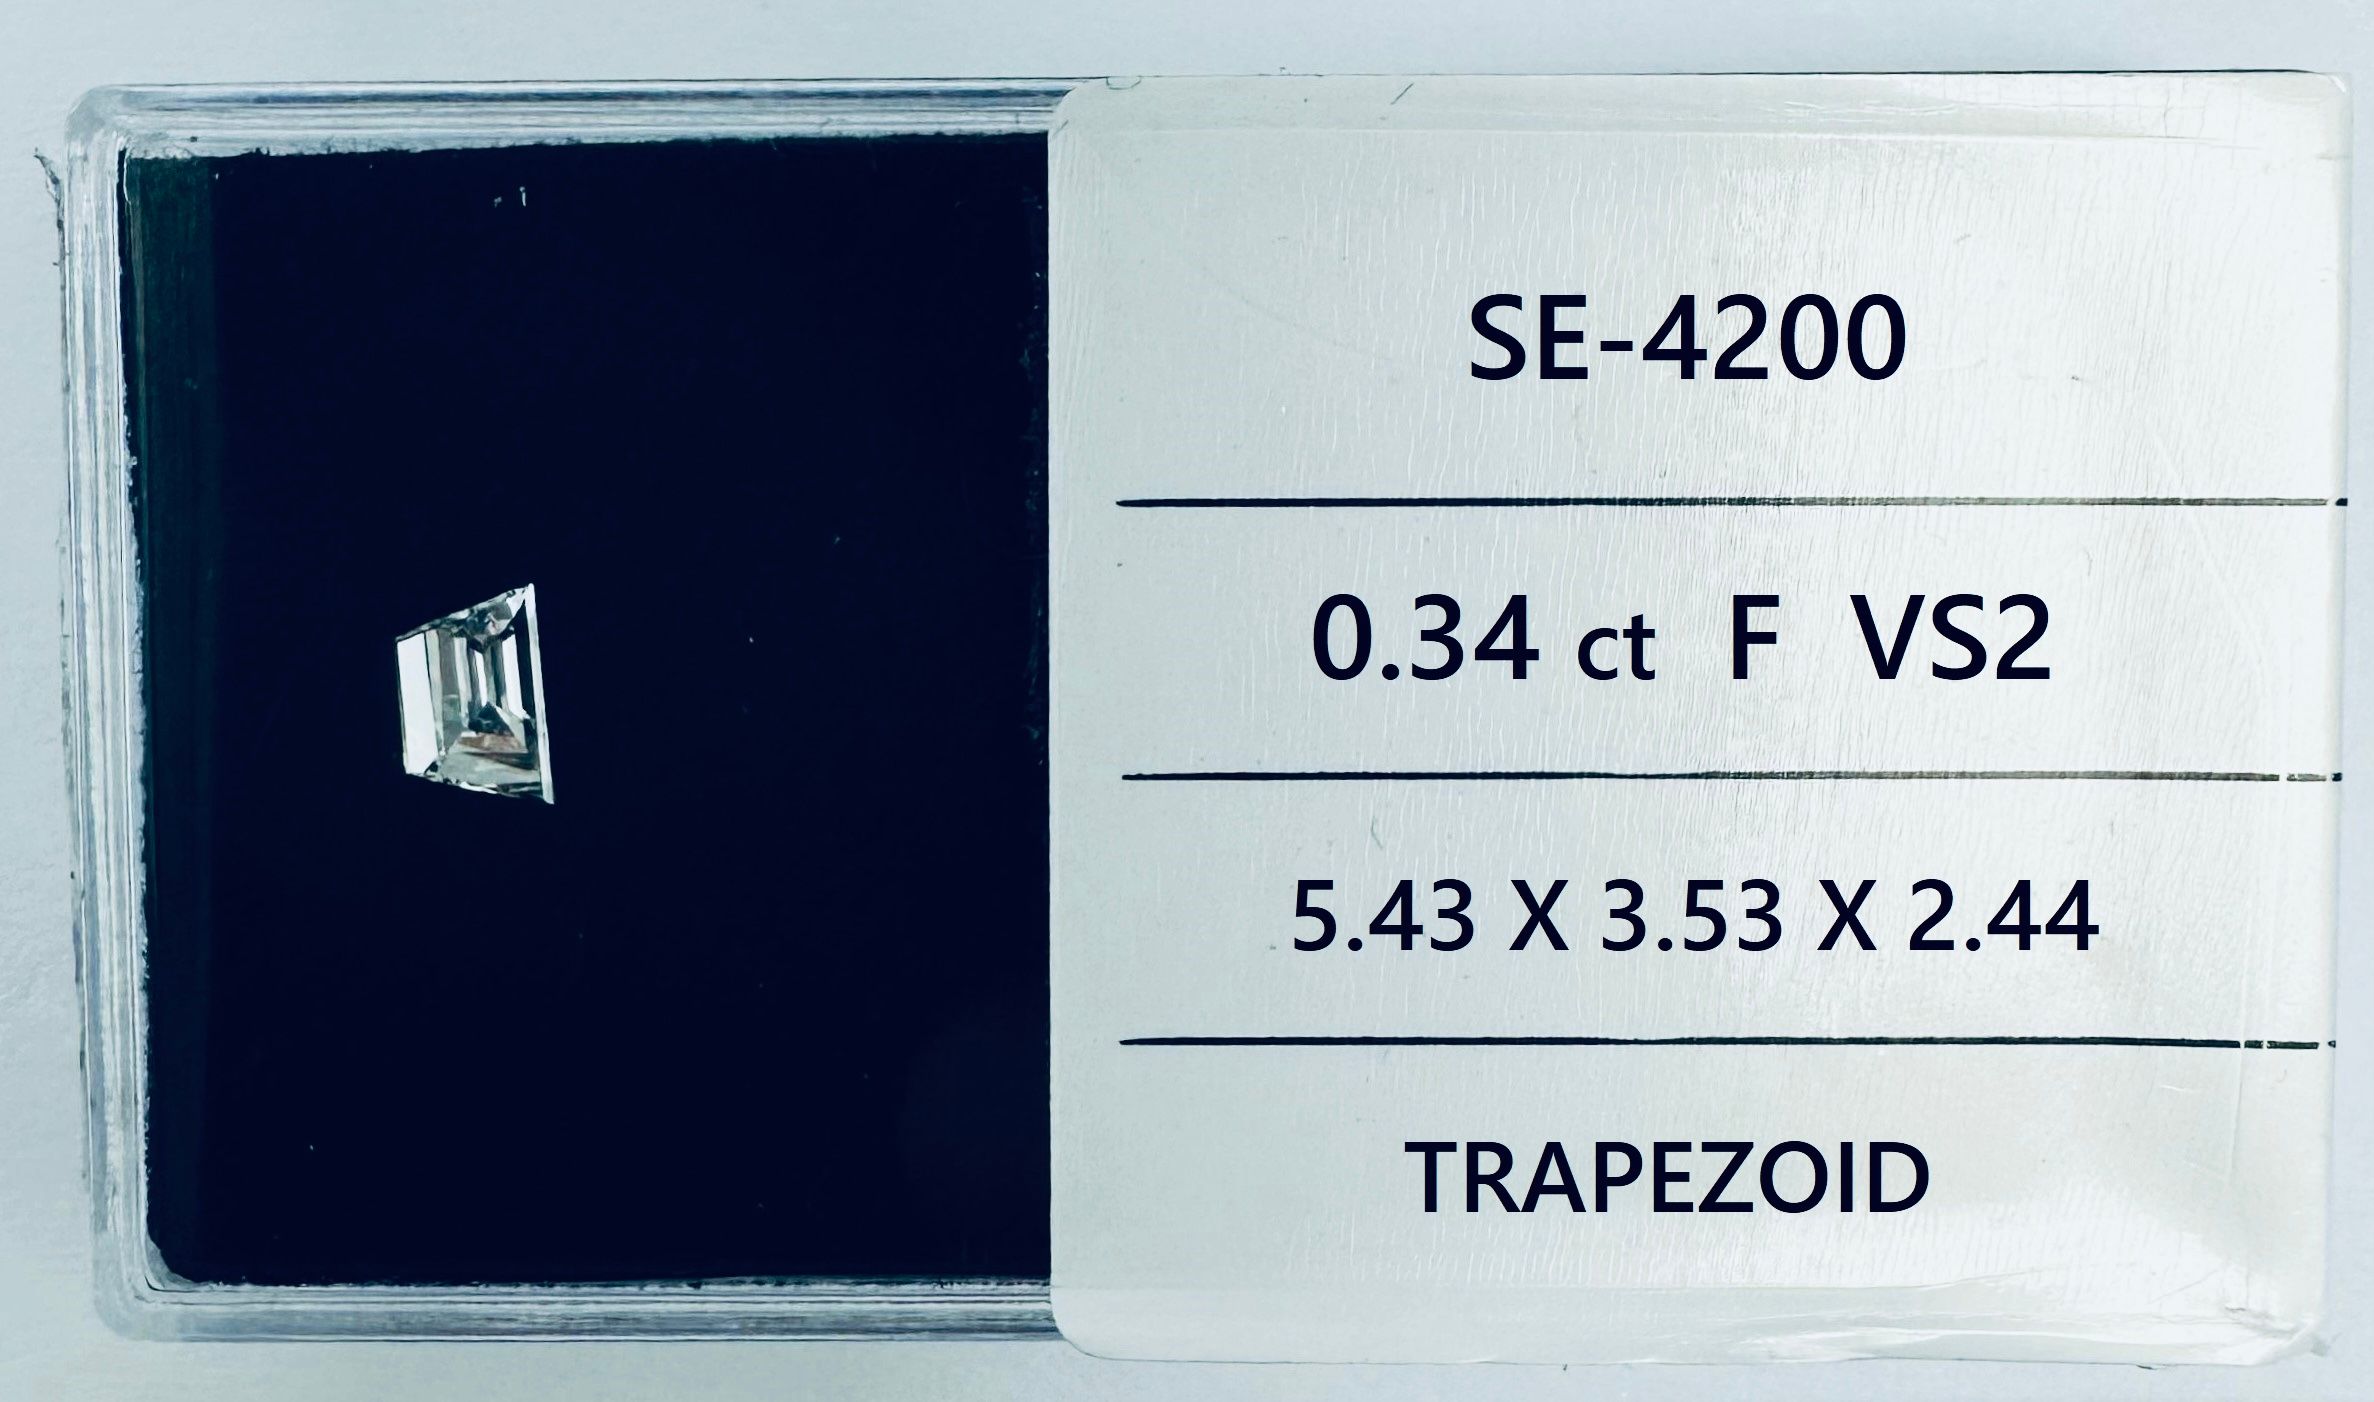 SE-4200
0.34 ct F VS2
5.43 X 3.53 X 2.44
TRAPEZOID